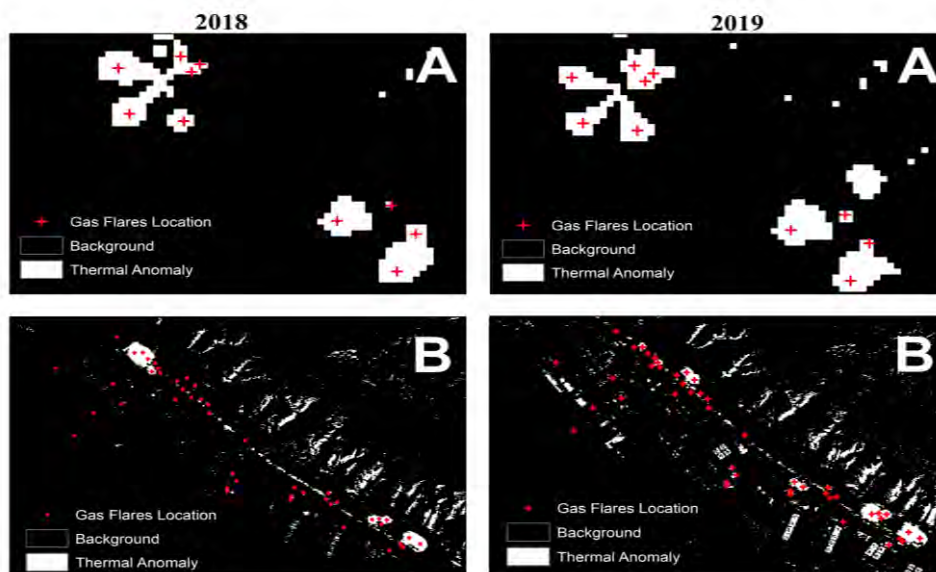 2018
2019
A
Gas Flares Location
Background
Thermal Anomaly
A
Gas Flares Location
Background
Thermal Anomaly
B
Gas Flares Location
Background
Thermal Anomaly
B
Gas Flares Location
Background
Thermal Anomaly